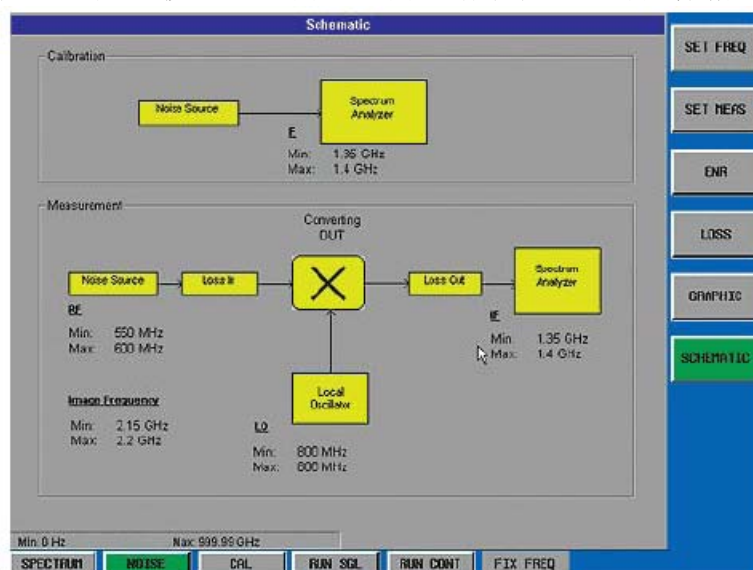 Schematic
SET FREQ
SET MEAS
ENR
LOSS
GRAPHIC
SCHEMATIC
Calibration
Noise Source
Spectrum
Analyzer
F
Min: 1.35 GHz
Max: 1.4 GHz
Measurement
Converting
DUT
Noise Source
Loss In
Loss Out
Spectrum
Analyzer
RF
Min: 550 MHz
Max: 600 MHz
IF
Min: 1.35 GHz
Max: 1.4 GHz
Image Frequency
Min: 2.15 GHz
Max: 2.2 GHz
Local
Oscillator
LO
Min: 800 MHz
Max: 800 MHz
Min: 0 Hz Max: 999.99 GHz
SPECTRUM NOISE CAL RUN SGL RUN CONT FIX FREQ